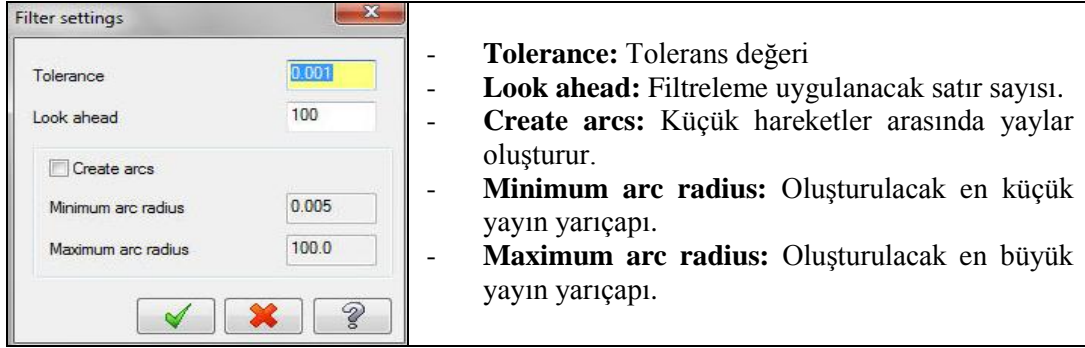 Filter settings
Tolerance 0.001
Look ahead 100
Create arcs
Minimum arc radius 0.005
Maximum arc radius 100.0
- Tolerance: Tolerans değeri
- Look ahead: Filtreleme uygulanacak satır sayısı.
- Create arcs: Küçük hareketler arasında yaylar
oluşturur.
- Minimum arc radius: Oluşturulacak en küçük
yayın yarıçapı.
- Maximum arc radius: Oluşturulacak en büyük
yayın yarıçapı.